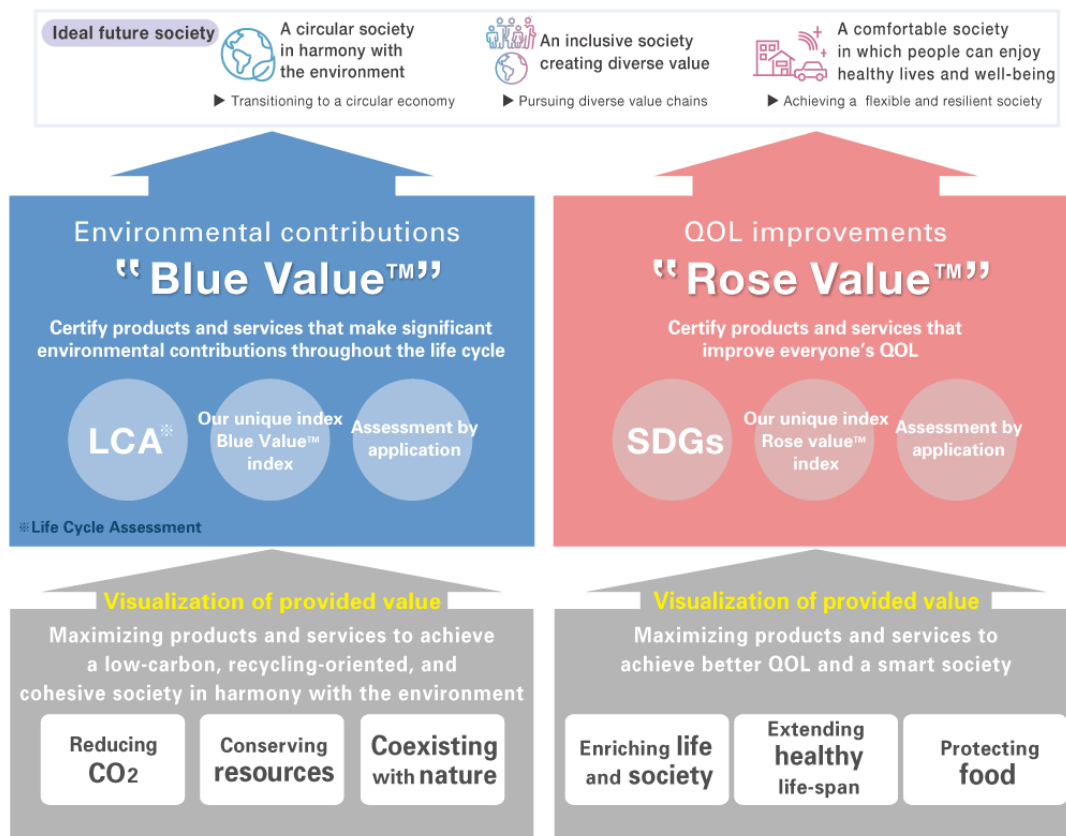 Ideal future society
A circular society
in harmony with
the environment
▶ Transitioning to a circular economy
An inclusive society
creating diverse value
▶ Pursuing diverse value chains
A comfortable society
in which people can enjoy
healthy lives and well-being
▶ Achieving a flexible and resilient society
Environmental contributions
“Blue Value™”
Certify products and services that make significant
environmental contributions throughout the life cycle
LCA※
Our unique index
Blue Value™
index
Assessment by
application
※Life Cycle Assessment
QOL improvements
“Rose Value™”
Certify products and services that
improve everyone’s QOL
SDGs
Our unique index
Rose value™
index
Assessment by
application
Visualization of provided value
Maximizing products and services to achieve
a low-carbon, recycling-oriented, and
cohesive society in harmony with the environment
Reducing
CO2
Conserving
resources
Coexisting
with nature
Visualization of provided value
Maximizing products and services to
achieve better QOL and a smart society
Enriching life
and society
Extending
healthy
life-span
Protecting
food